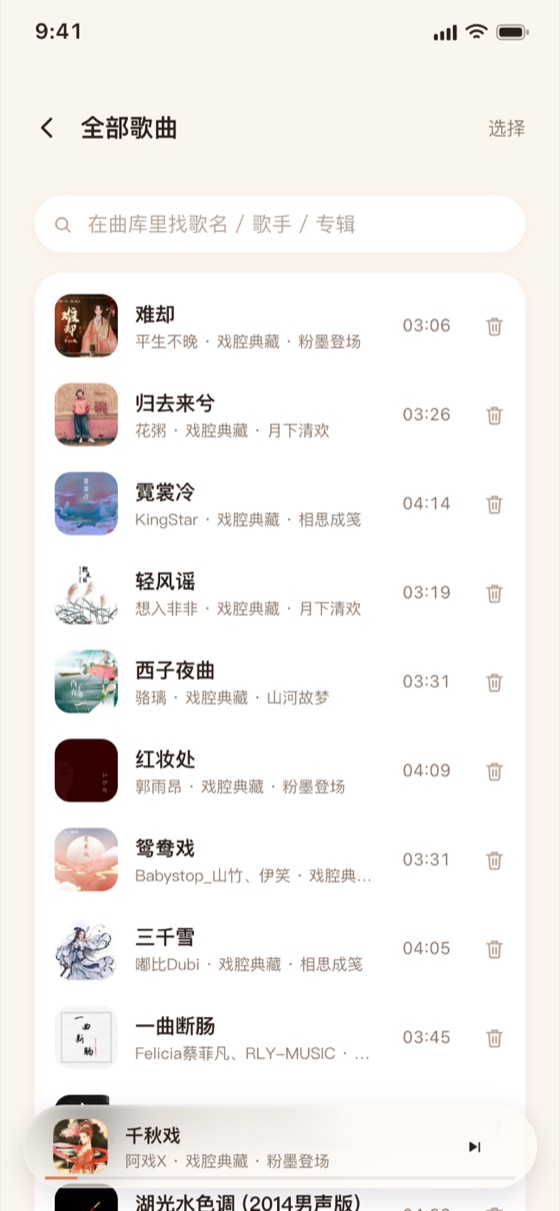 9:41
全部歌曲
选择
在曲库里找歌名 / 歌手 / 专辑
难却
03:06
平生不晚 · 戏腔典藏 · 粉墨登场
归去来兮
03:26
花粥 · 戏腔典藏 · 月下清欢
霓裳冷
04:14
KingStar · 戏腔典藏 · 相思成笺
轻风谣
03:19
想入非非 · 戏腔典藏 · 月下清欢
西子夜曲
03:31
骆璃 · 戏腔典藏 · 山河故梦
红妆处
04:09
郭雨昂 · 戏腔典藏 · 粉墨登场
鸳鸯戏
03:31
Babystop_山竹、伊笑 · 戏腔典...
三千雪
04:05
嘟比Dubi · 戏腔典藏 · 相思成笺
一曲断肠
03:45
Felicia蔡菲凡、RLY-MUSIC · ...
千秋戏
阿戏X · 戏腔典藏 · 粉墨登场
湖光水色调 (2014男声版)